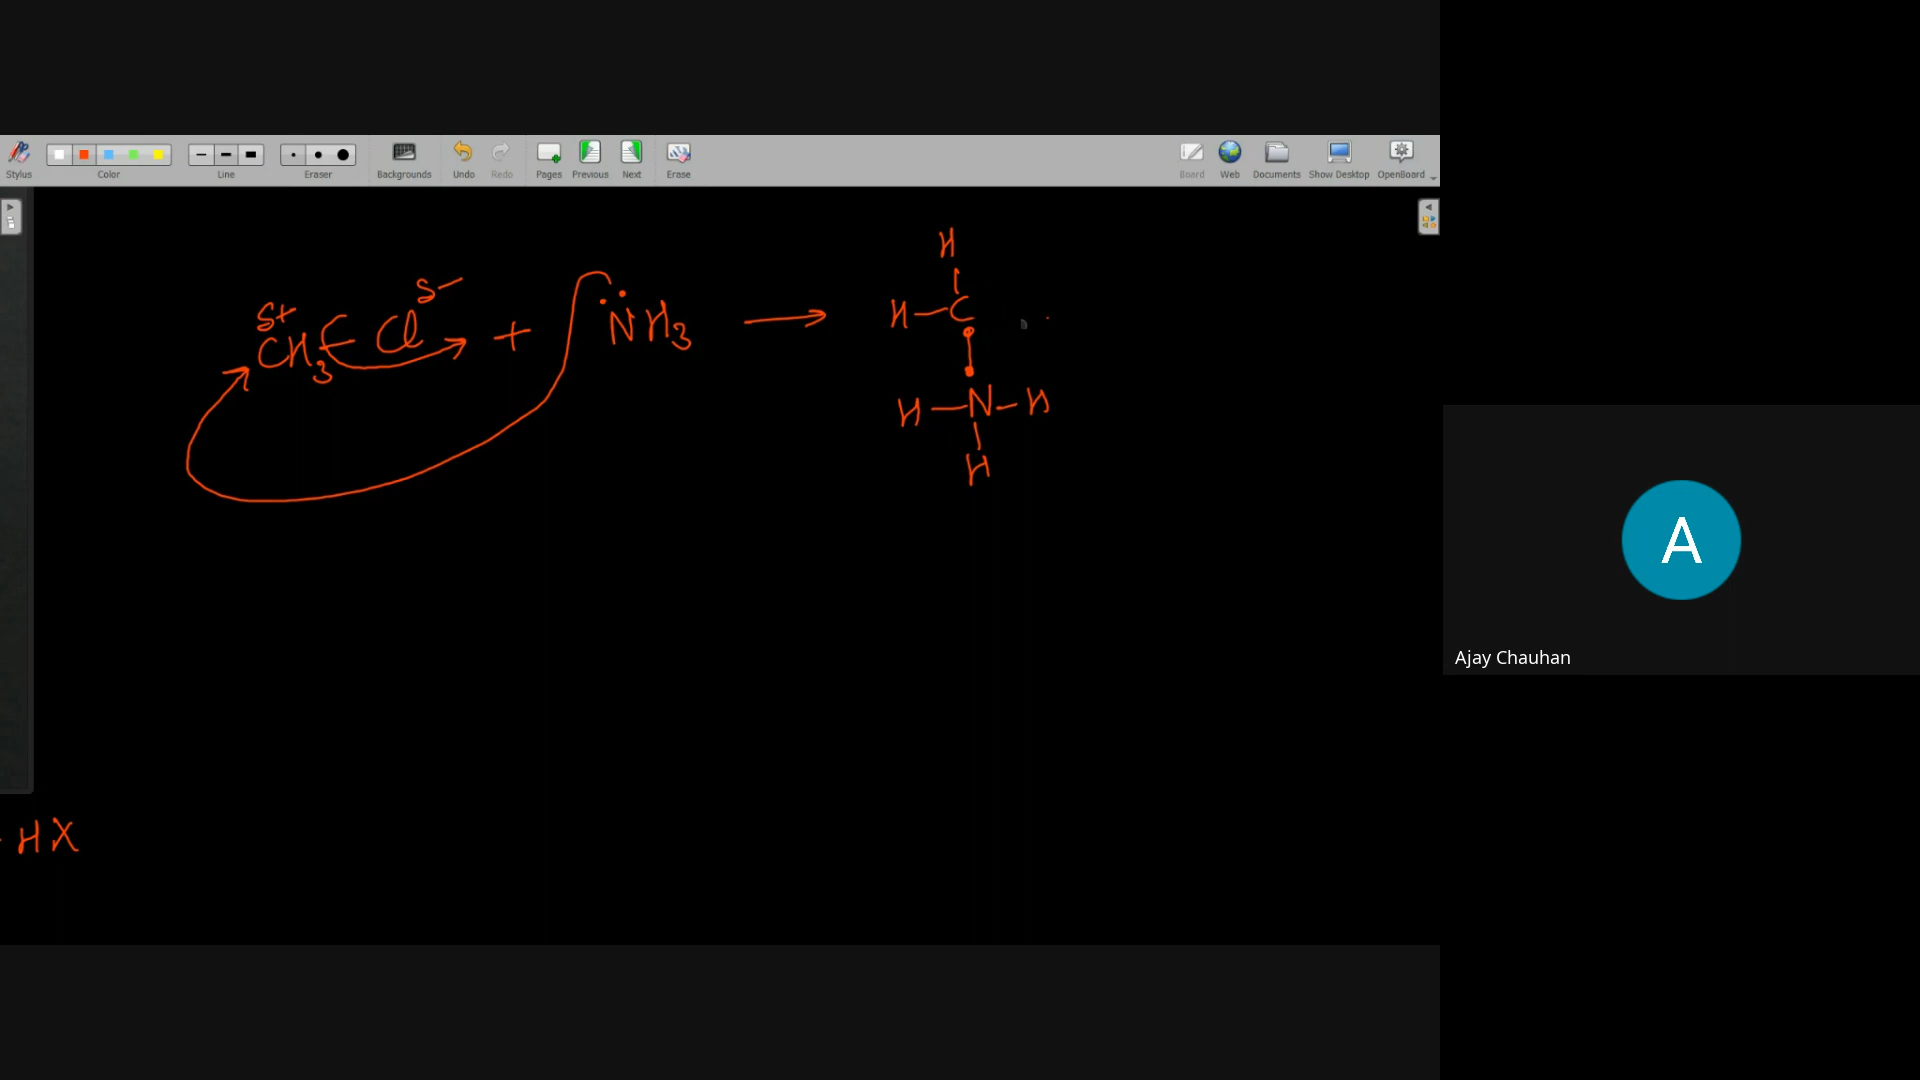 Stylus Color Line Eraser Backgrounds Undo Redo Pages Previous Next Erase Board Web Documents Show Desktop OpenBoard
H
δ+ δ-
CH3 - Cl + NH3 → H-C
H-N-H
H
A
Ajay Chauhan
HX